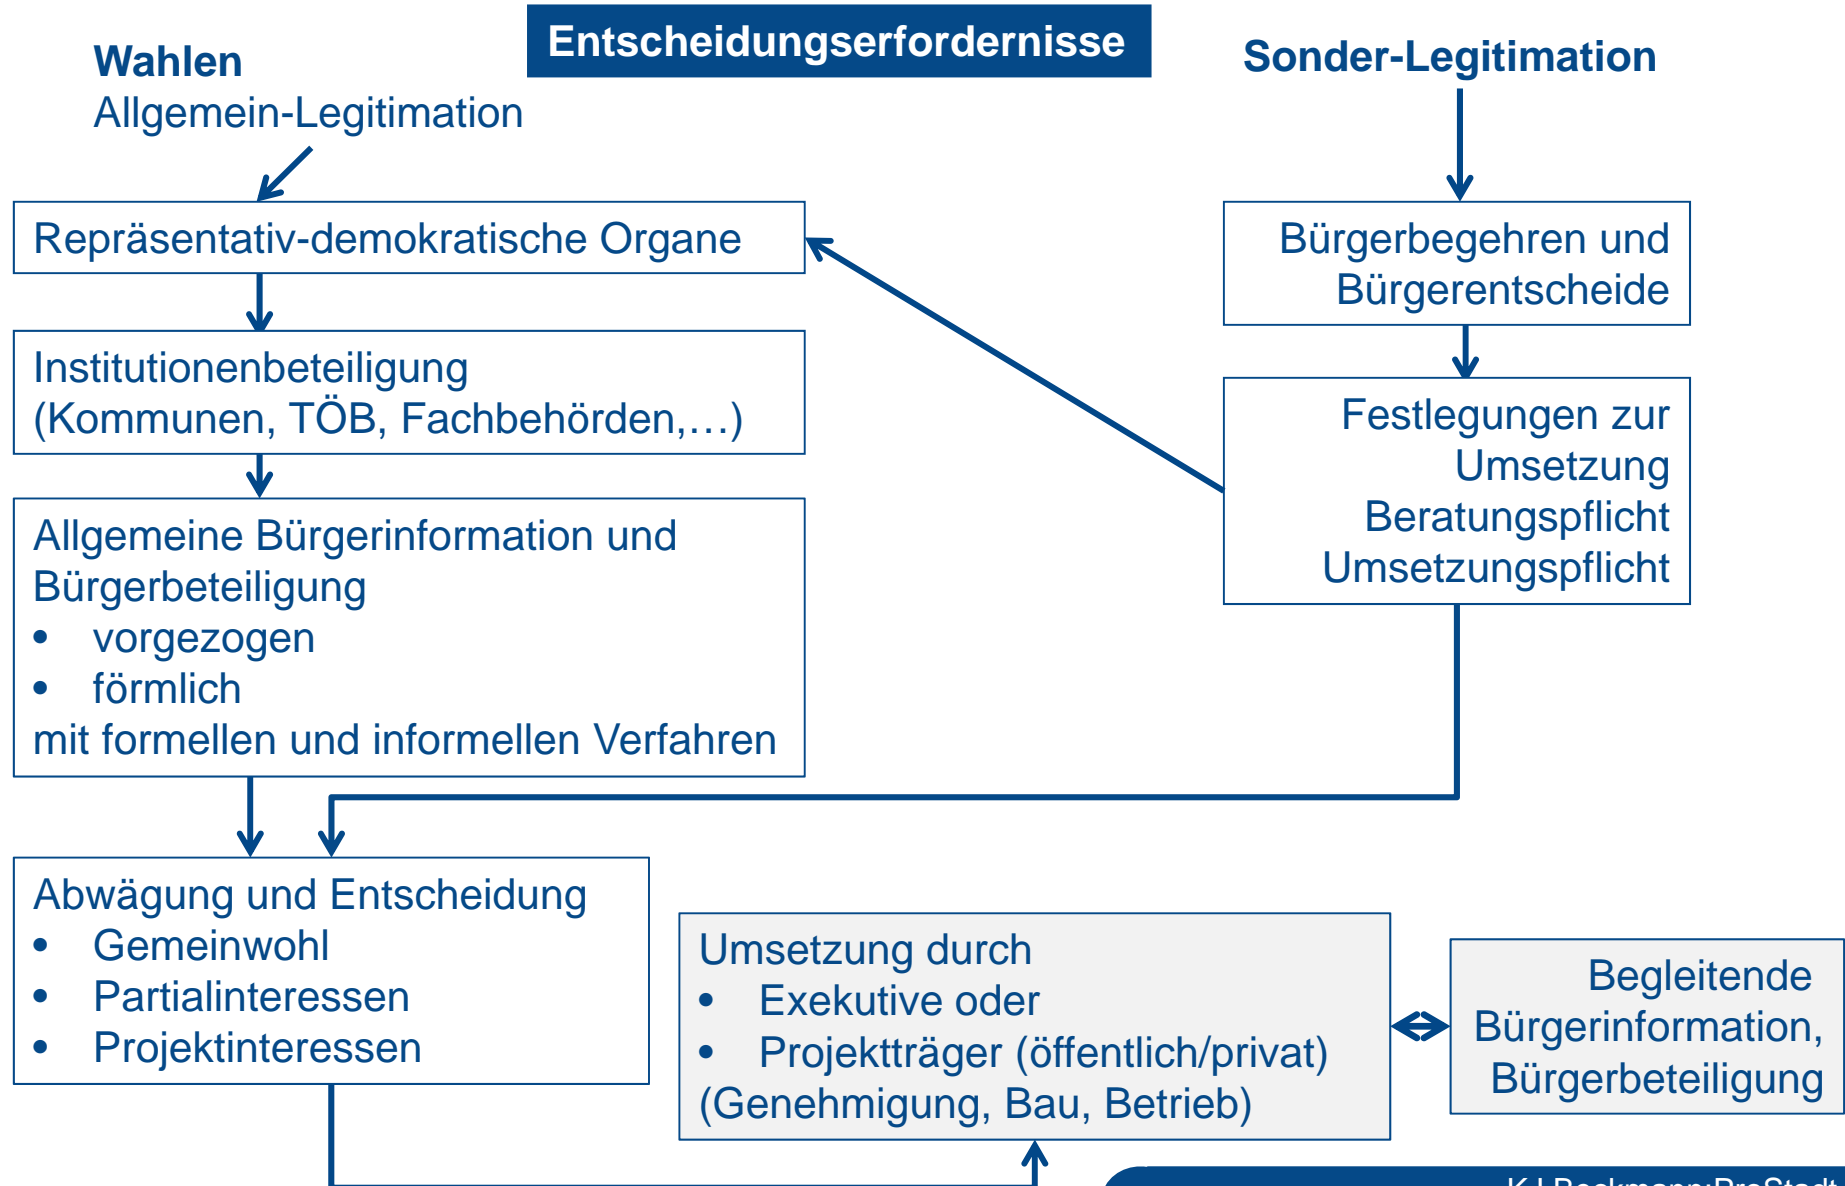 Entscheidungserfordernisse
Wahlen
Allgemein-Legitimation
Sonder-Legitimation
Repräsentativ-demokratische Organe
Bürgerbegehren und
Bürgerentscheide
Institutionenbeteiligung
(Kommunen, TÖB, Fachbehörden,…)
Festlegungen zur
Umsetzung
Beratungspflicht
Umsetzungspflicht
Allgemeine Bürgerinformation und
Bürgerbeteiligung
• vorgezogen
• förmlich
mit formellen und informellen Verfahren
Abwägung und Entscheidung
• Gemeinwohl
• Partialinteressen
• Projektinteressen
Umsetzung durch
• Exekutive oder
• Projektträger (öffentlich/privat)
(Genehmigung, Bau, Betrieb)
Begleitende
Bürgerinformation,
Bürgerbeteiligung